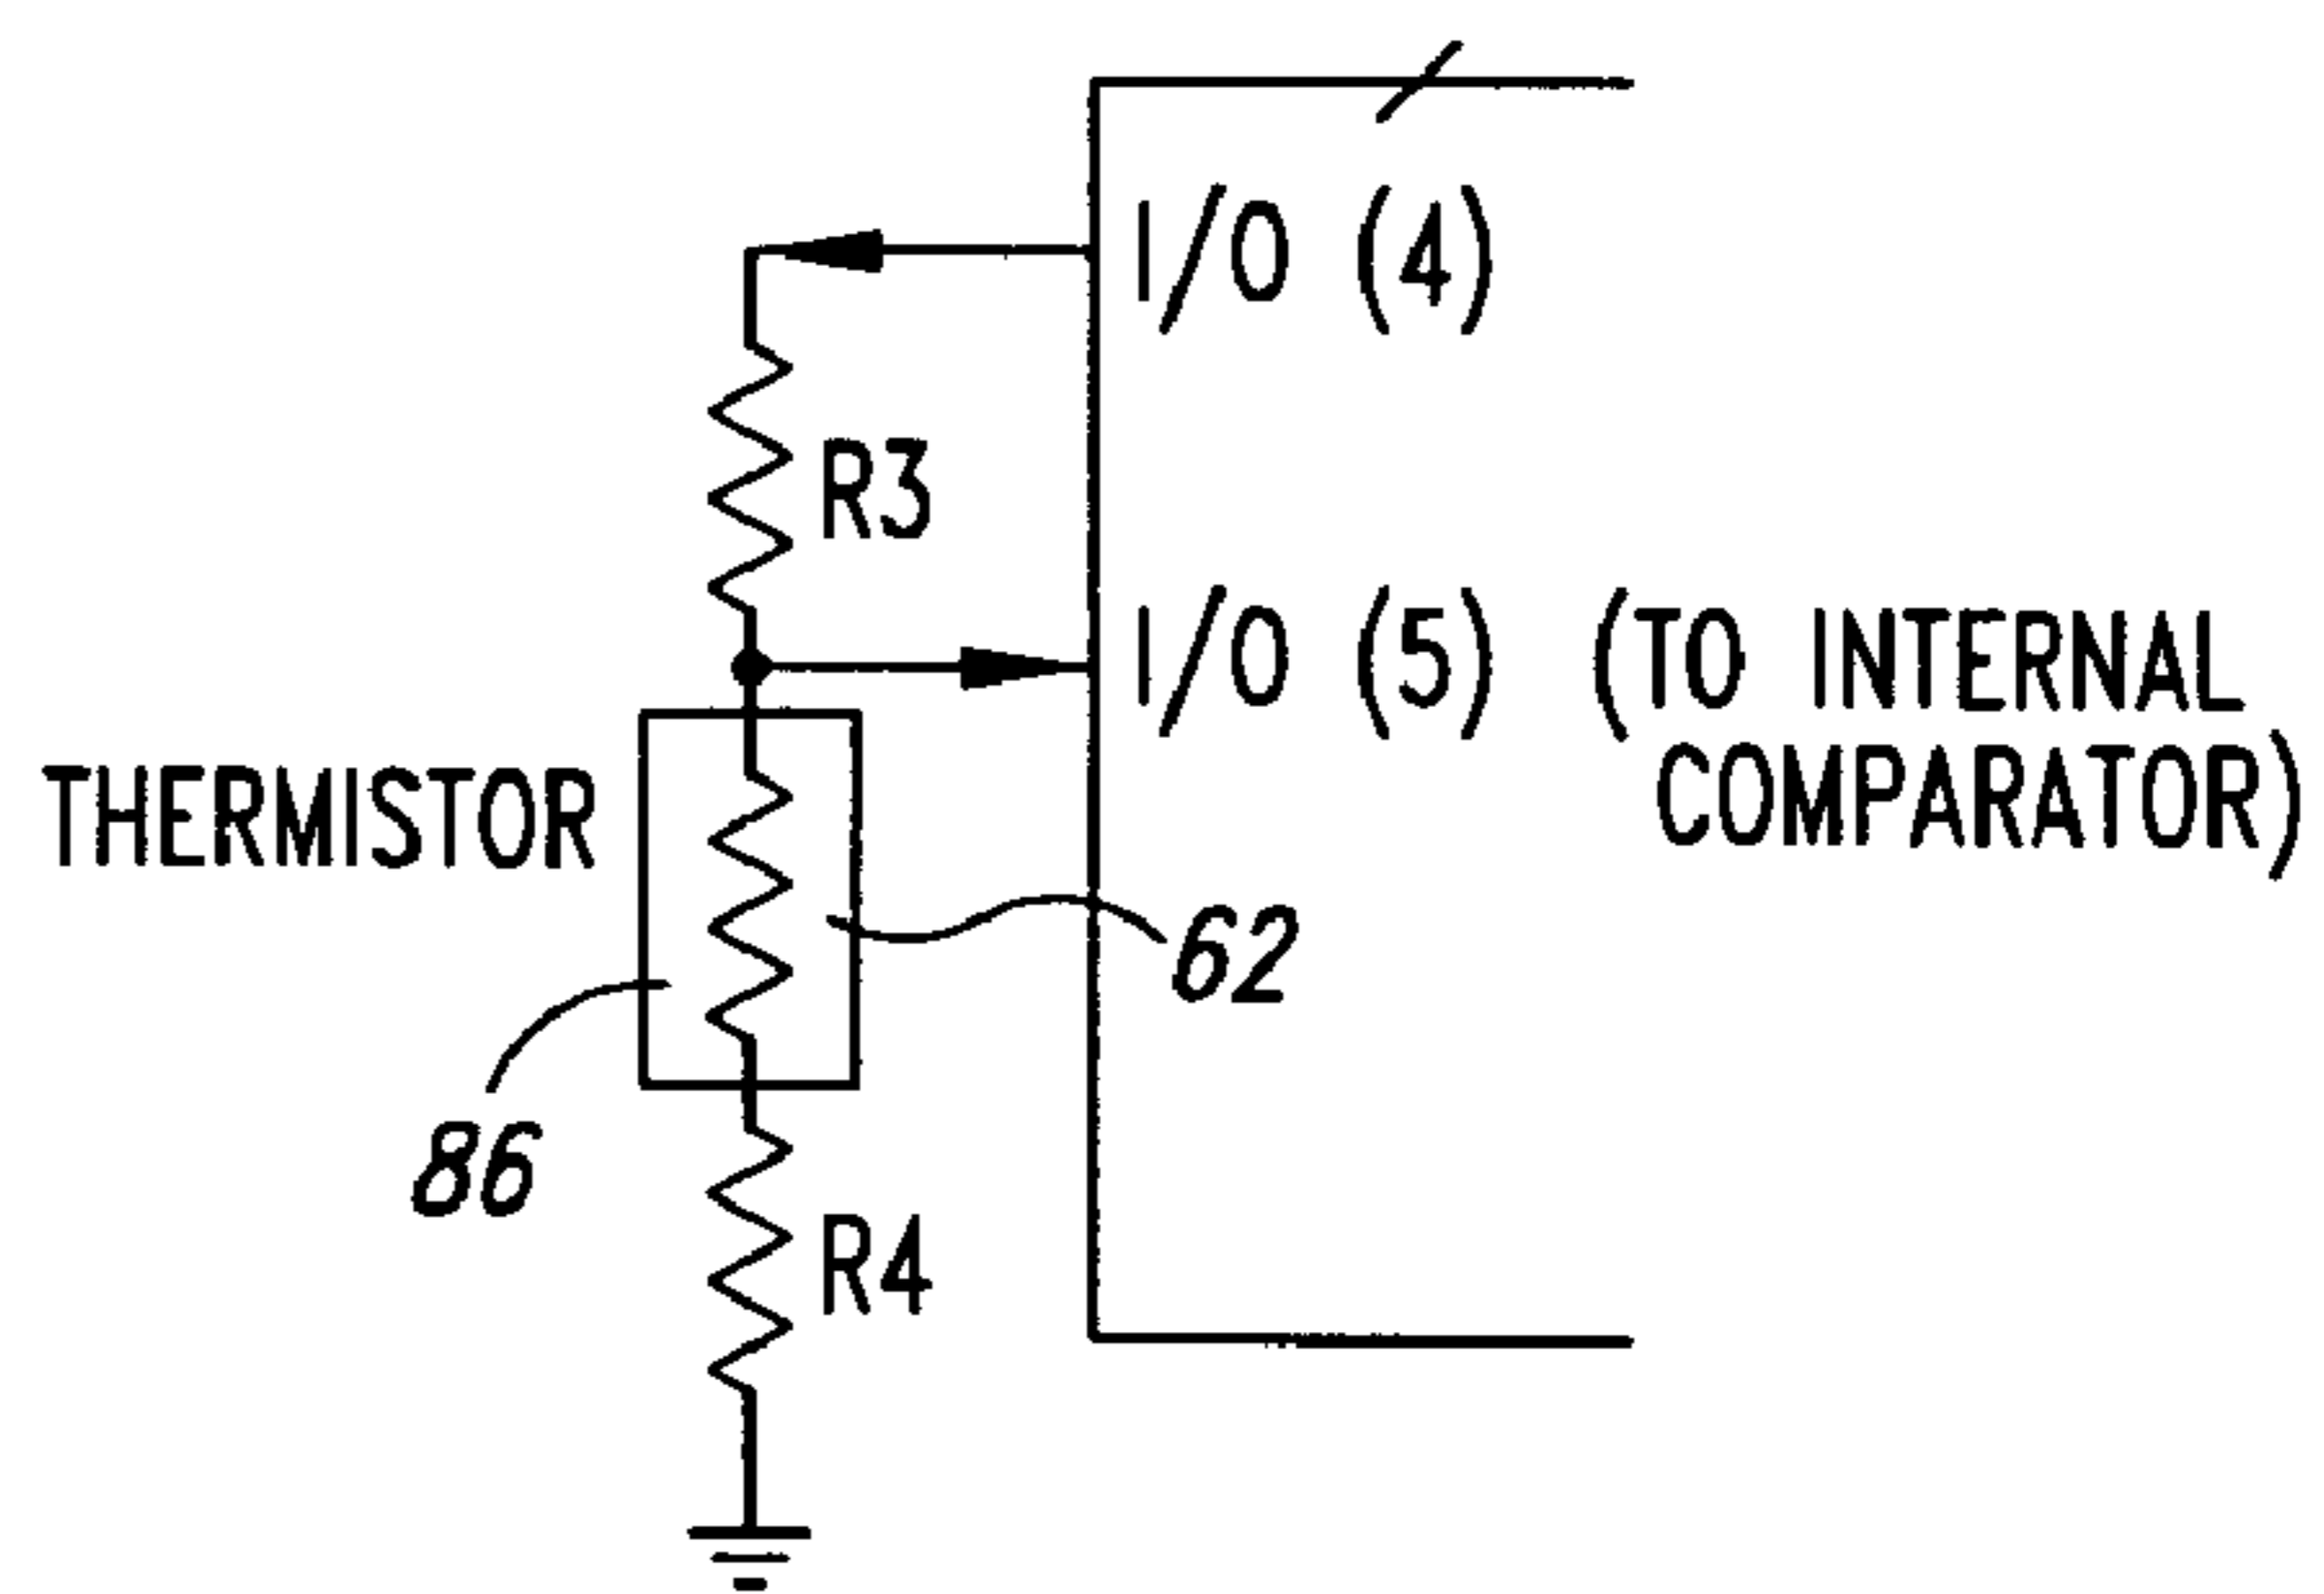 I/O (4)
R3
I/O (5) (TO INTERNAL
COMPARATOR)
THERMISTOR
62
86
R4